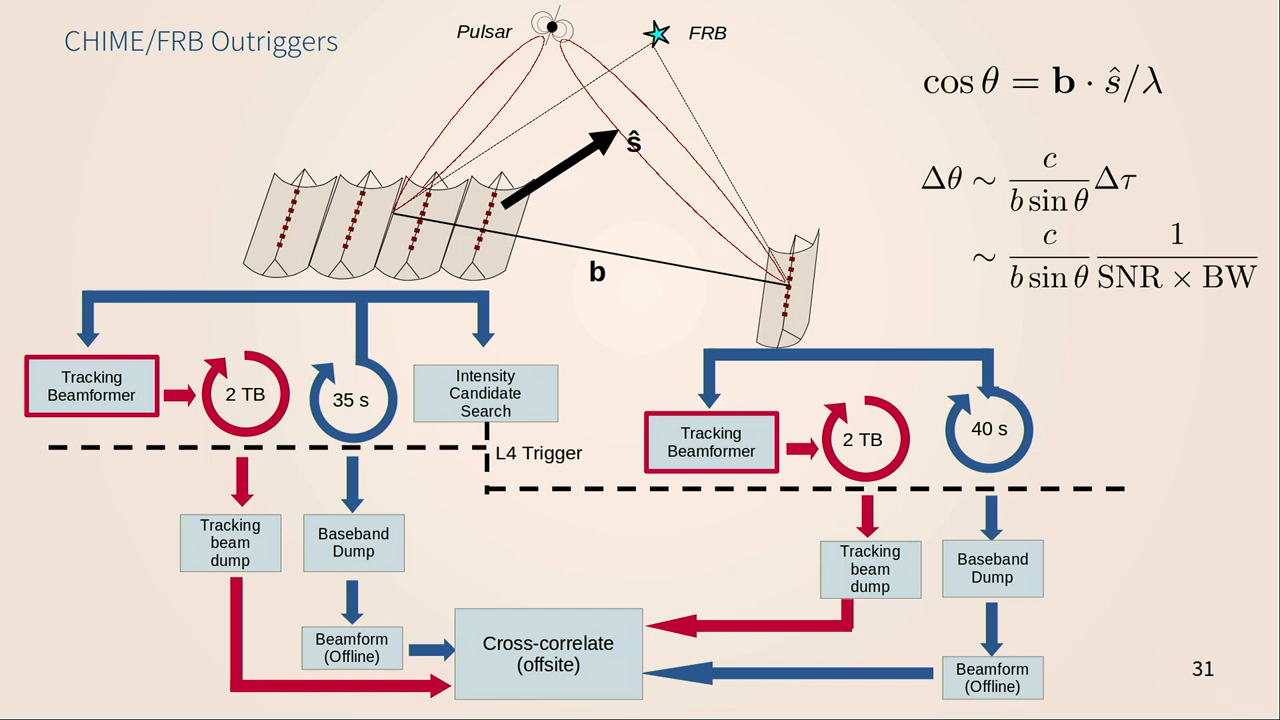 CHIME/FRB Outriggers
Pulsar
FRB
cos θ = b · ŝ/λ
Δθ ∼ c / (b sin θ) Δτ
∼ c / (b sin θ) 1 / (SNR × BW)
ŝ
b
Tracking
Beamformer
2 TB
35 s
Intensity
Candidate
Search
L4 Trigger
Tracking
Beamformer
2 TB
40 s
Tracking
beam
dump
Baseband
Dump
Tracking
beam
dump
Baseband
Dump
Beamform
(Offline)
Cross-correlate
(offsite)
Beamform
(Offline)
31